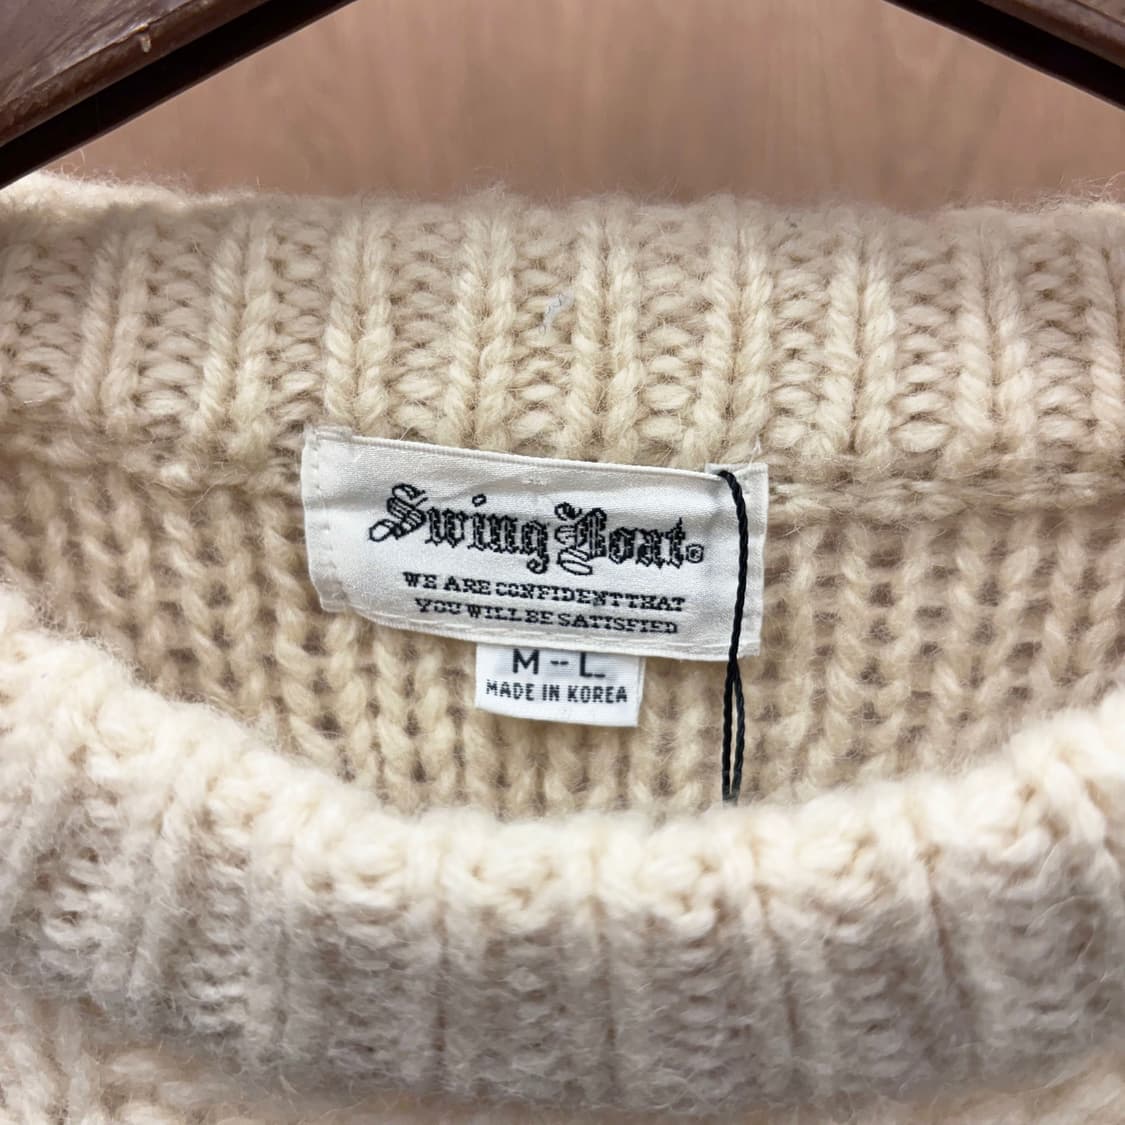 Swing Boat®
WE ARE CONFIDENT THAT
YOU WILL BE SATISFIED
M-L
MADE IN KOREA